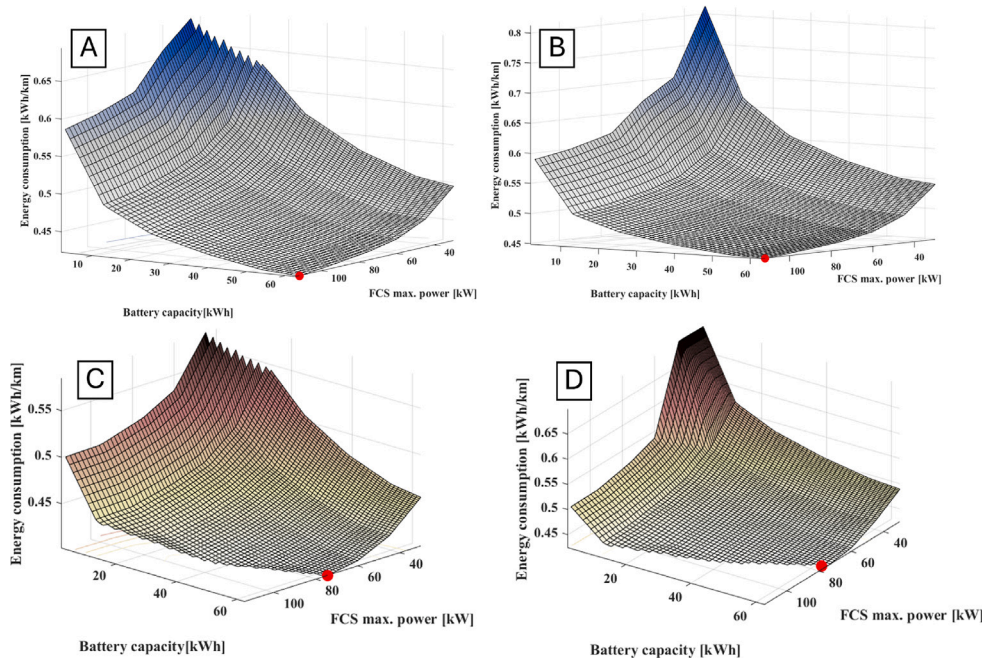 A
Energy consumption [kWh/km]
0.65
0.6
0.55
0.5
0.45
10 20 30 40 50 60
100 80 60 40
FCS max. power [kW]
Battery capacity[kWh]
B
Energy consumption [kWh/km]
0.8
0.75
0.7
0.65
0.6
0.55
0.5
0.45
10 20 30 40 50 60
100 80 60 40
FCS max. power [kW]
Battery capacity [kWh]
C
Energy consumption [kWh/km]
0.55
0.5
0.45
20 40 60
100 80 60 40
FCS max. power [kW]
Battery capacity[kWh]
D
Energy consumption [kWh/km]
0.65
0.6
0.55
0.5
0.45
20 40 60
100 80 60 40
FCS max. power [kW]
Battery capacity [kWh]